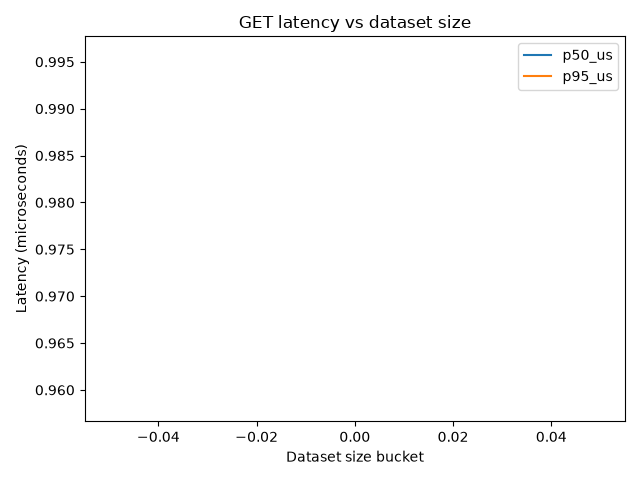 GET latency vs dataset size
p50_us
p95_us
Latency (microseconds)
0.995
0.990
0.985
0.980
0.975
0.970
0.965
0.960
−0.04
−0.02
0.00
0.02
0.04
Dataset size bucket